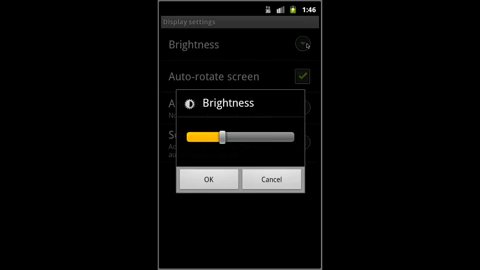 1:46
Display settings
Brightness
Auto-rotate screen
Brightness
OK
Cancel